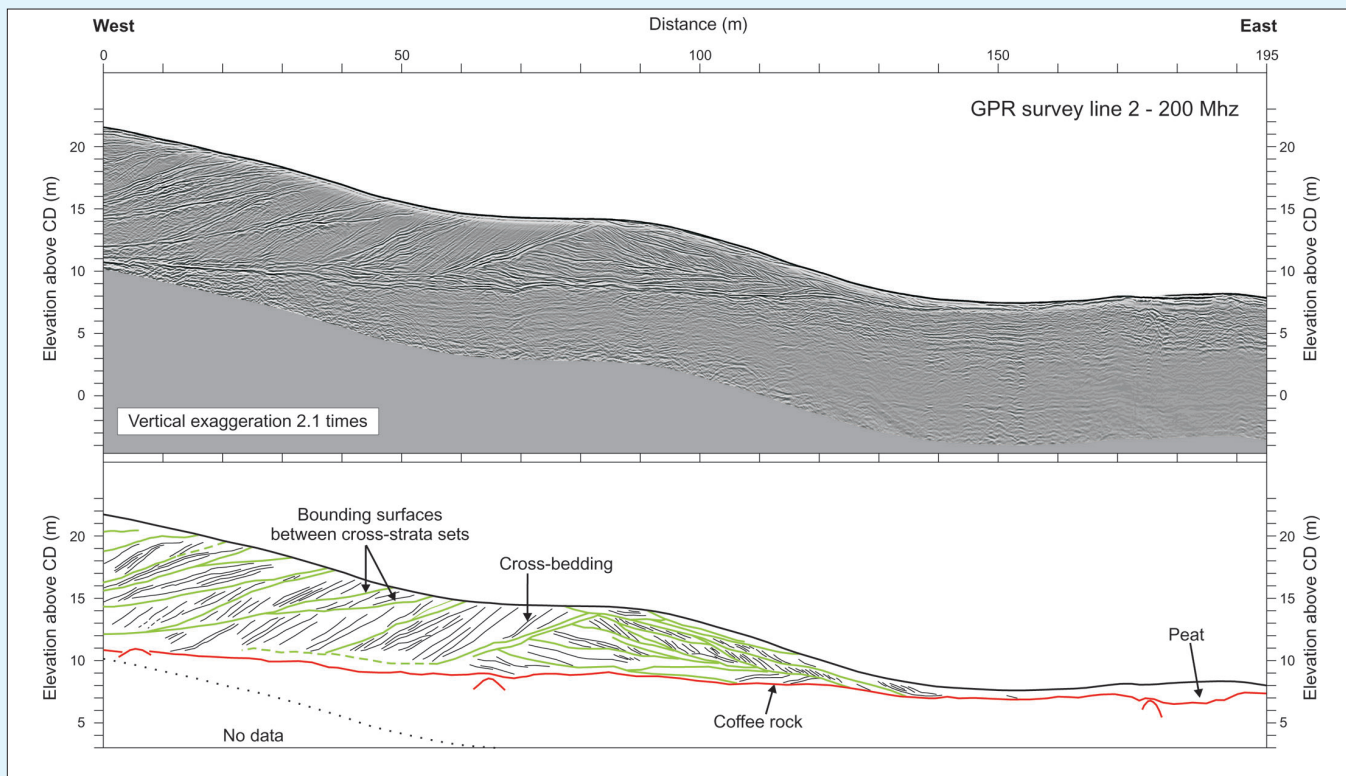 West
Distance (m)
East
0
50
100
150
195
GPR survey line 2 - 200 Mhz
Elevation above CD (m)
20
15
10
5
0
20
15
10
5
0
Elevation above CD (m)
Vertical exaggeration 2.1 times
Elevation above CD (m)
20
15
10
5
Bounding surfaces
between cross-strata sets
Cross-bedding
Peat
Coffee rock
No data
20
15
10
5
Elevation above CD (m)